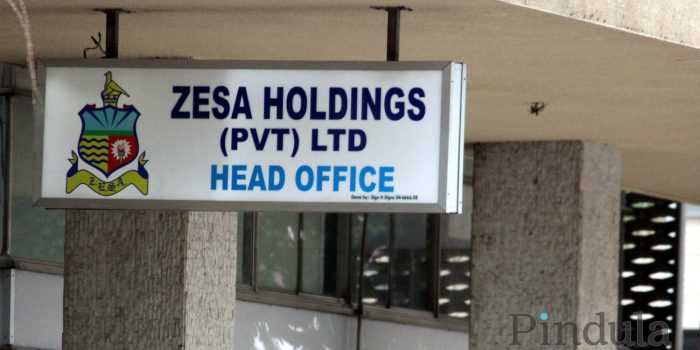 ZESA HOLDINGS
(PVT) LTD
HEAD OFFICE
Pindula